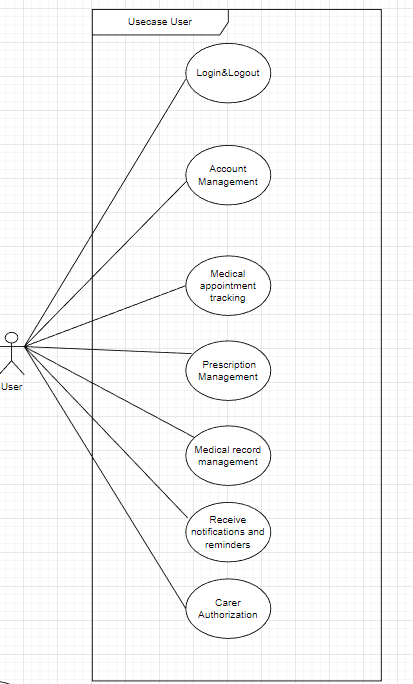 Usecase User
Login&Logout
Account
Management
Medical
appointment
tracking
Prescription
Management
User
Medical record
management
Receive
notifications and
reminders
Carer
Authorization